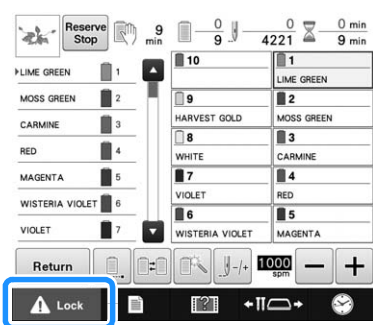 Reserve
Stop
9
min
0
9
0
4221
0 min
9 min
LIME GREEN 1
MOSS GREEN 2
CARMINE 3
RED 4
MAGENTA 5
WISTERIA VIOLET 6
VIOLET 7
10
1
LIME GREEN
9
HARVEST GOLD
2
MOSS GREEN
8
WHITE
3
CARMINE
7
VIOLET
4
RED
6
WISTERIA VIOLET
5
MAGENTA
Return
-/+
1000
spm
− +
Lock
?